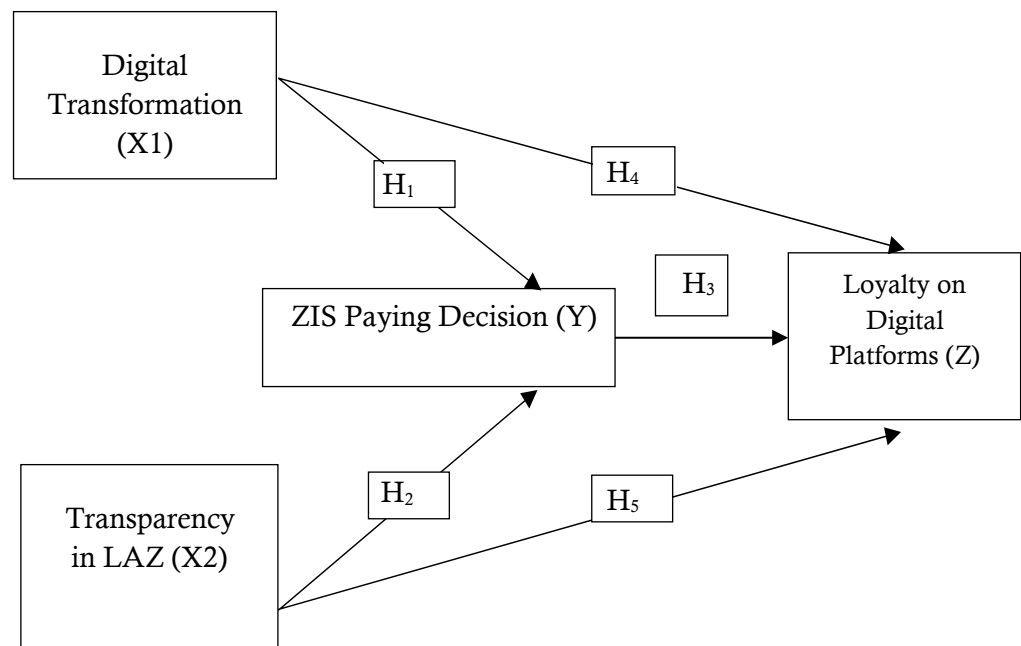 Digital
Transformation
(X1)
H₁
H₄
H₃
ZIS Paying Decision (Y)
Loyalty on
Digital
Platforms (Z)
H₂
H₅
Transparency
in LAZ (X2)